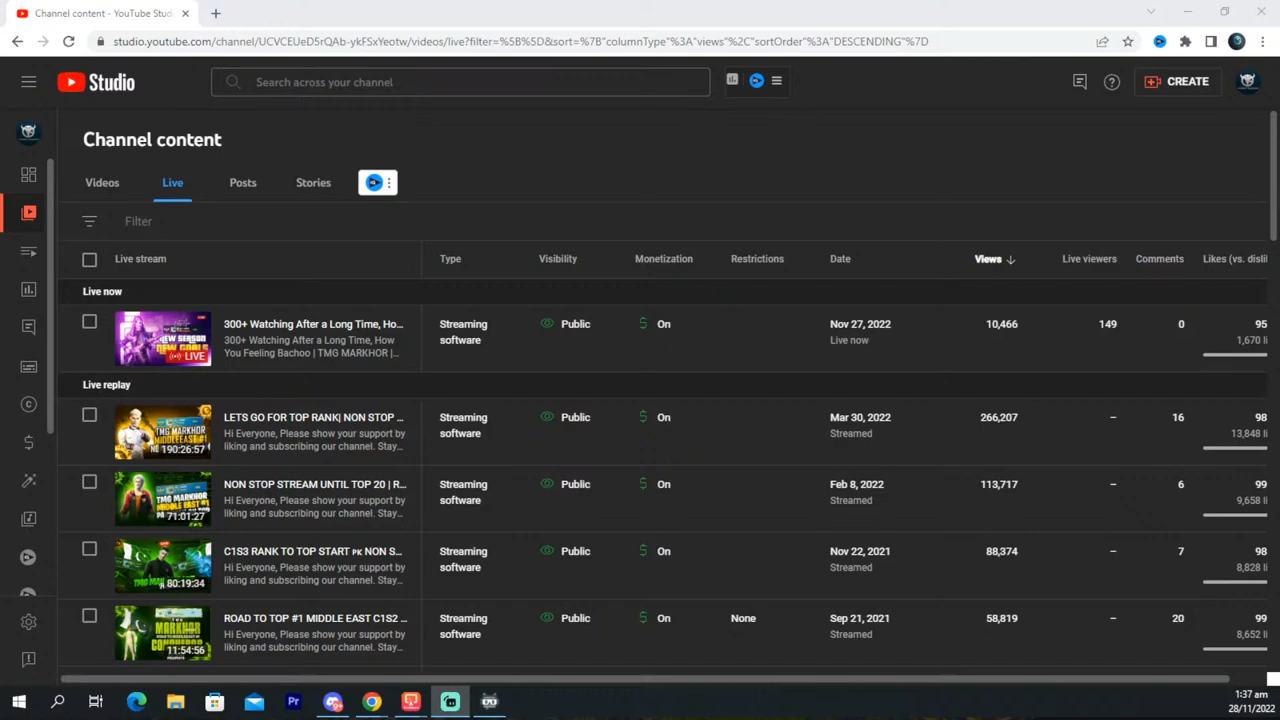 Channel content - YouTube Stud
studio.youtube.com/channel/UCVCEUeD5rQAb-ykFSxYeotw/videos/live?filter=%5B%5D&sort=%7B"columnType"%3A"views"%2C"sortOrder"%3A"DESCENDING"%7D
Studio
Search across your channel
CREATE
Channel content
Videos
Live
Posts
Stories
Filter
Live stream
Type
Visibility
Monetization
Restrictions
Date
Views
Live viewers
Comments
Likes (vs. disli
Live now
LIVE
300+ Watching After a Long Time, Ho...
300+ Watching After a Long Time, How
You Feeling Bachoo | TMG MARKHOR |...
Streaming
software
Public
On
Nov 27, 2022
Live now
10,466
149
0
95
1,670 li
Live replay
TMG MARKHOR
190:26:57
LETS GO FOR TOP RANK| NON STOP ...
Hi Everyone, Please show your support by
liking and subscribing our channel. Stay...
Streaming
software
Public
On
Mar 30, 2022
Streamed
266,207
–
16
98
13,848 li
TMG MARKHOR
71:01:27
NON STOP STREAM UNTIL TOP 20 | R...
Hi Everyone, Please show your support by
liking and subscribing our channel. Stay...
Streaming
software
Public
On
Feb 8, 2022
Streamed
113,717
–
6
99
9,658 li
80:19:34
C1S3 RANK TO TOP START ᴘᴋ NON S...
Hi Everyone, Please show your support by
liking and subscribing our channel. Stay...
Streaming
software
Public
On
Nov 22, 2021
Streamed
88,374
–
7
98
8,828 li
MARKHOR
11:54:56
ROAD TO TOP #1 MIDDLE EAST C1S2 ...
Hi Everyone, Please show your support by
liking and subscribing our channel. Stay...
Streaming
software
Public
On
None
Sep 21, 2021
Streamed
58,819
–
20
99
8,652 li
Pr
1:37 am
28/11/2022